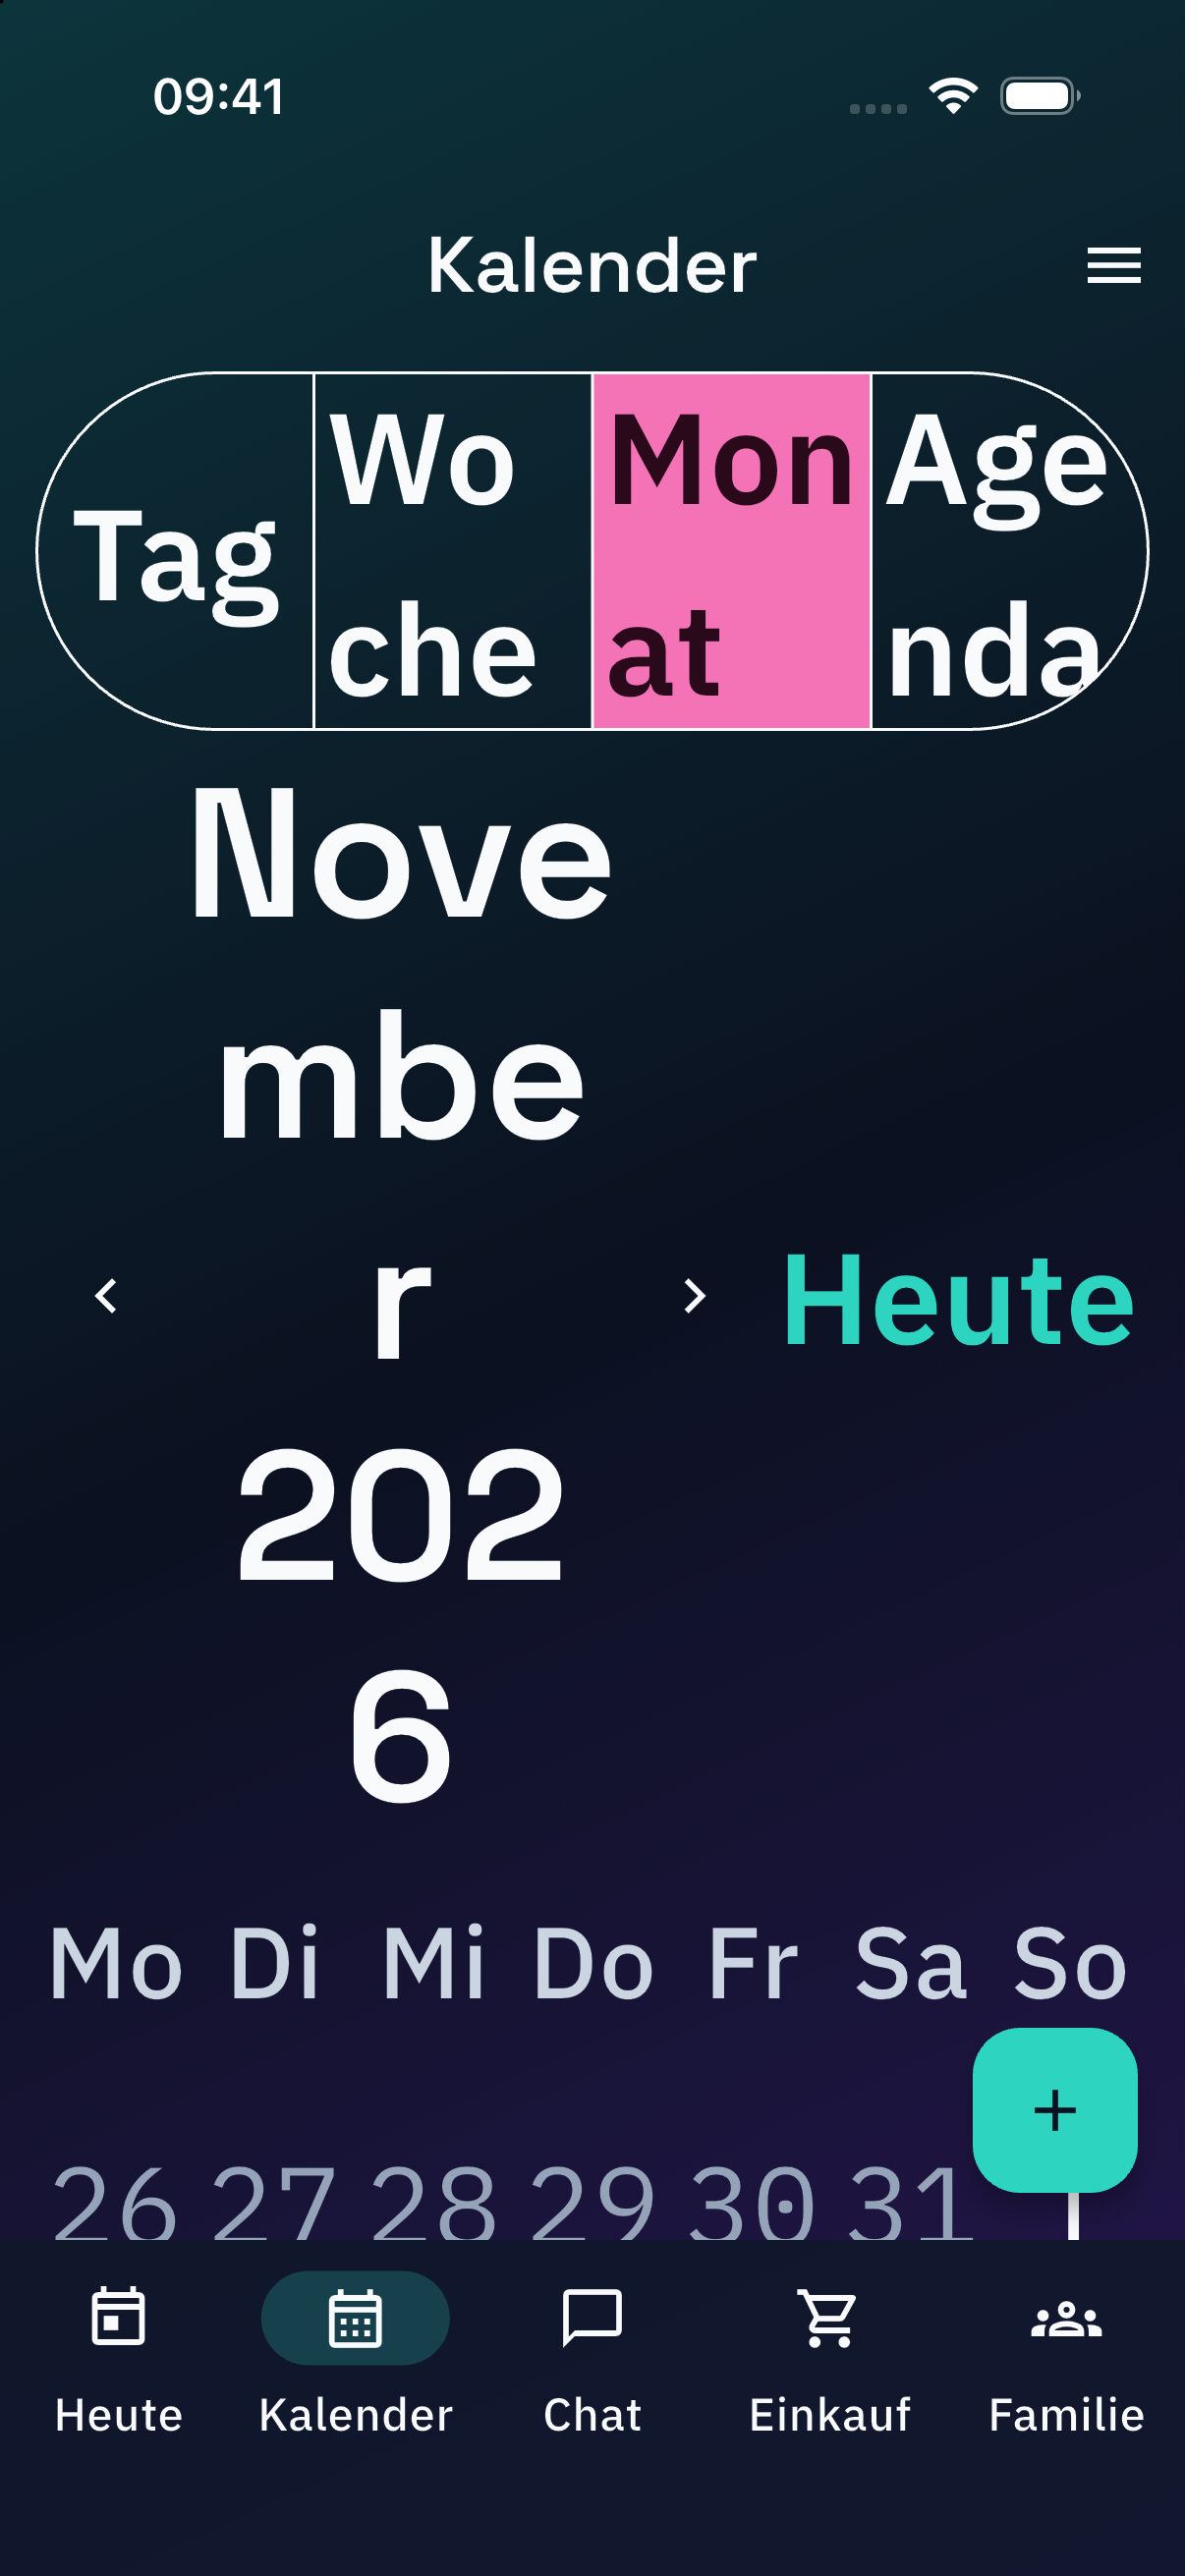 09:41
Kalender
Tag
Wo
che
Mon
at
Age
nda
Nove
mbe
r
202
6
Heute
Mo Di Mi Do Fr Sa So
26 27 28 29 30 31 1
Heute Kalender Chat Einkauf Familie